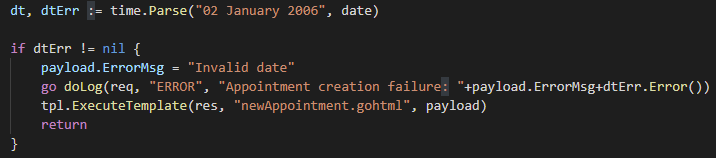 dt, dtErr := time.Parse("02 January 2006", date)
if dtErr != nil {
payload.ErrorMsg = "Invalid date"
go doLog(req, "ERROR", "Appointment creation failure: "+payload.ErrorMsg+dtErr.Error())
tpl.ExecuteTemplate(res, "newAppointment.gohtml", payload)
return
}